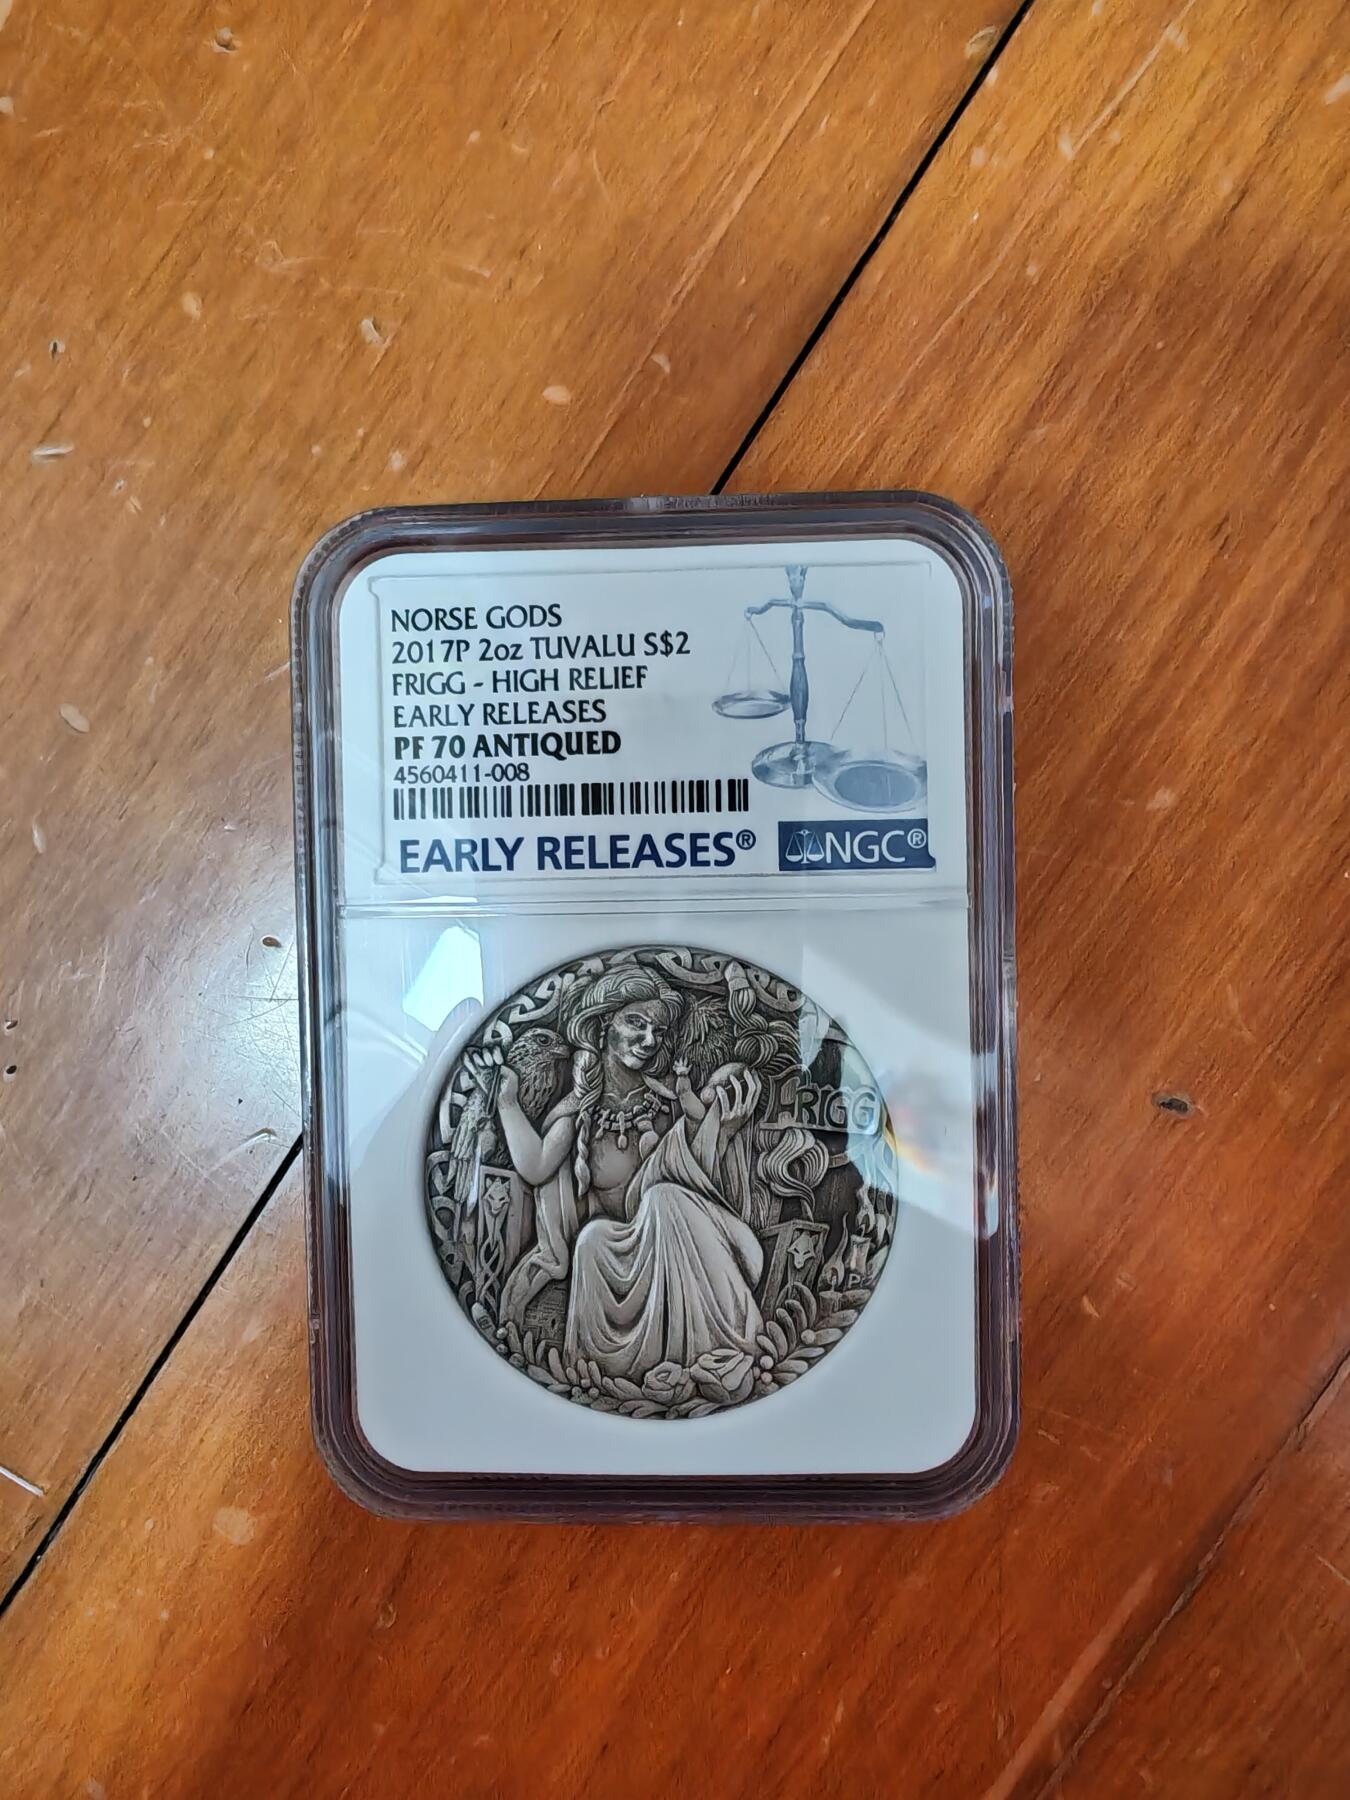 NORSE GODS
2017P 2oz TUVALU S$2
FRIGG - HIGH RELIEF
EARLY RELEASES
PF 70 ANTIQUED
4560411-008
EARLY RELEASES® NGC®
FRIGG
P